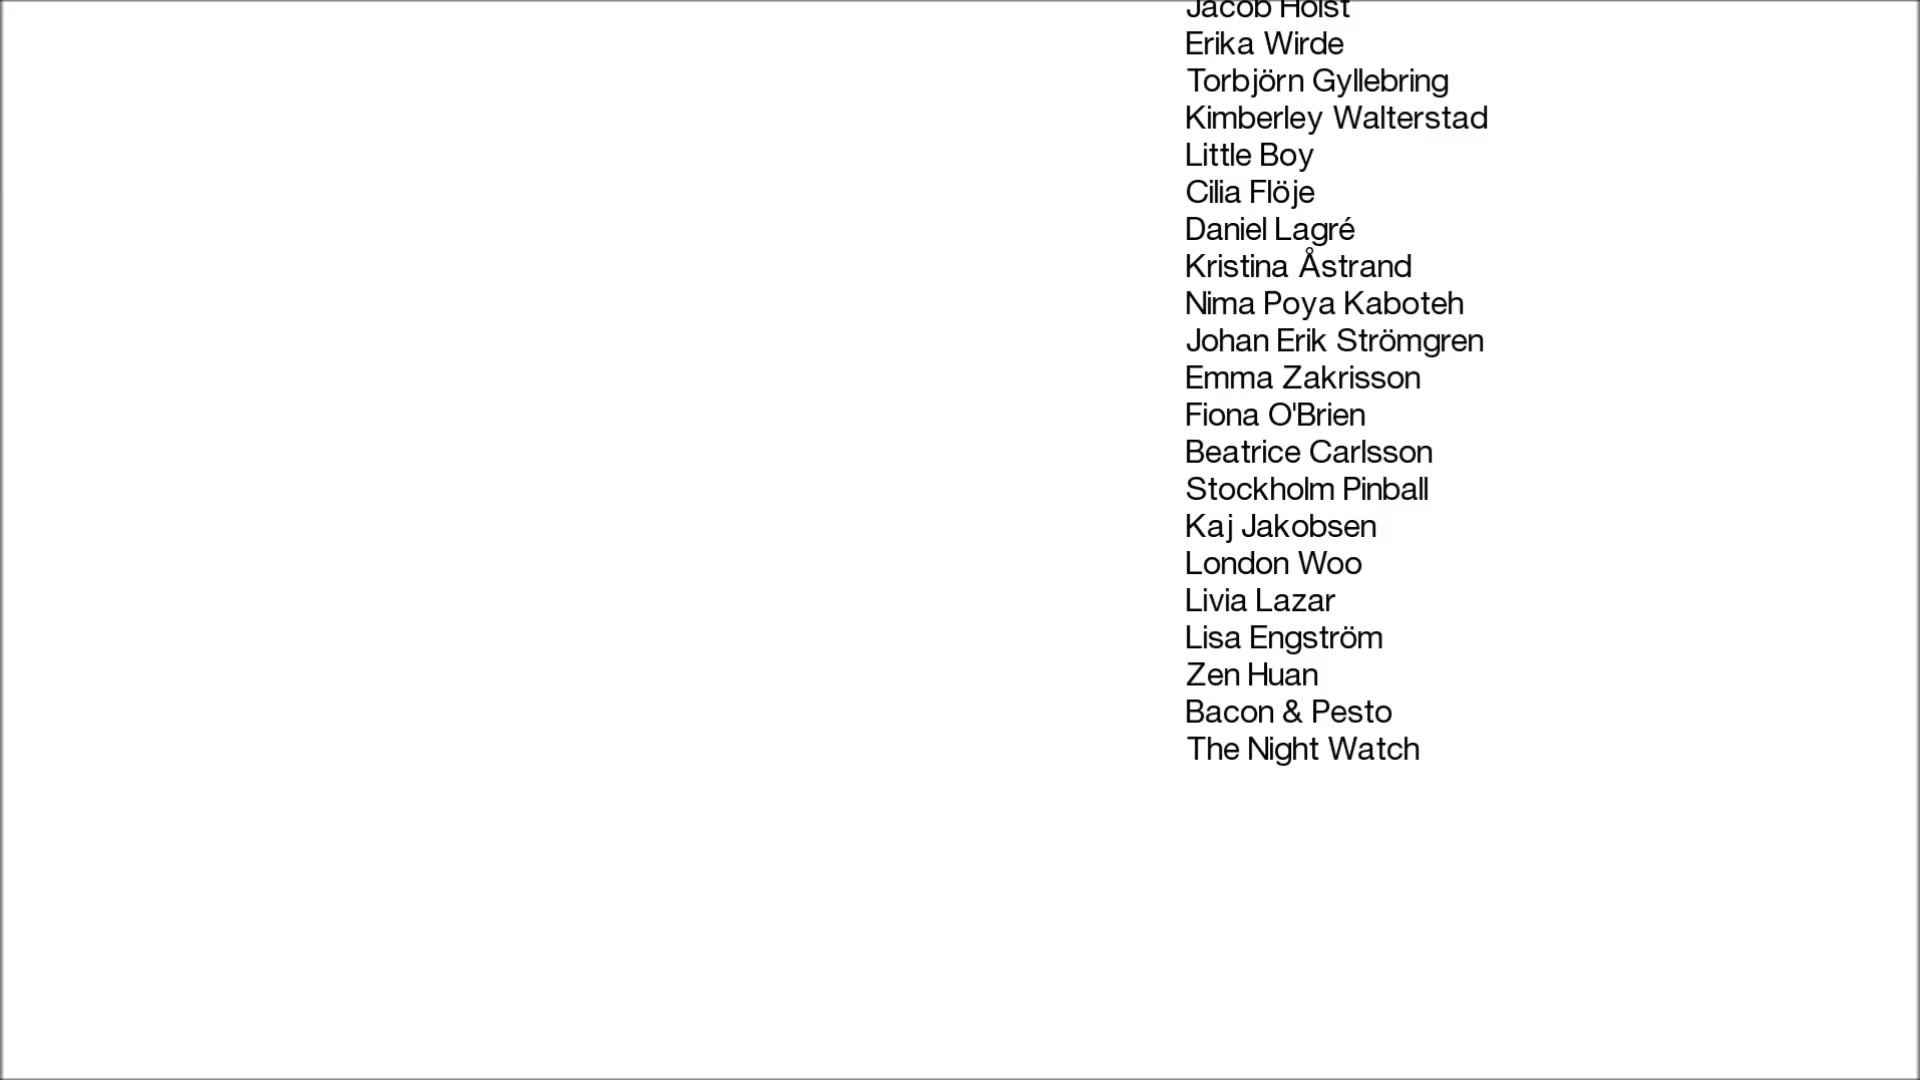 Jacob Holst
Erika Wirde
Torbjörn Gyllebring
Kimberley Walterstad
Little Boy
Cilia Flöje
Daniel Lagré
Kristina Åstrand
Nima Poya Kaboteh
Johan Erik Strömgren
Emma Zakrisson
Fiona O'Brien
Beatrice Carlsson
Stockholm Pinball
Kaj Jakobsen
London Woo
Livia Lazar
Lisa Engström
Zen Huan
Bacon & Pesto
The Night Watch